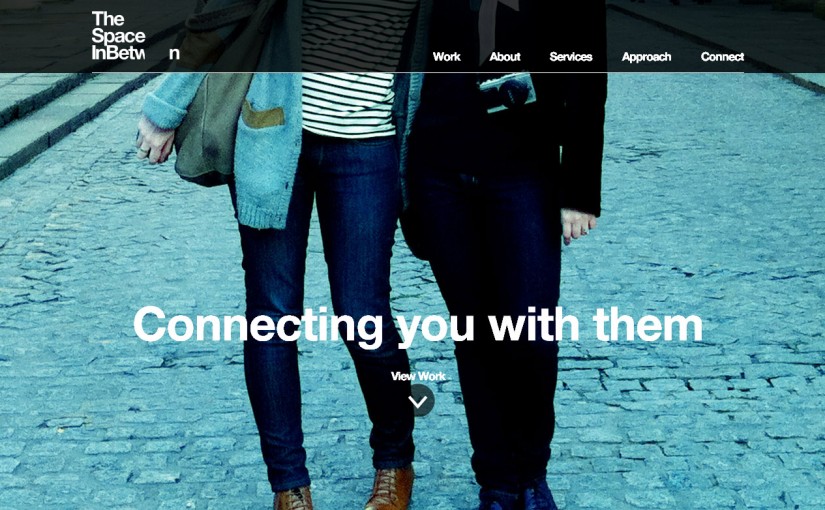 The
Space
InBetw n
Work
About
Services
Approach
Connect
Connecting you with them
View Work